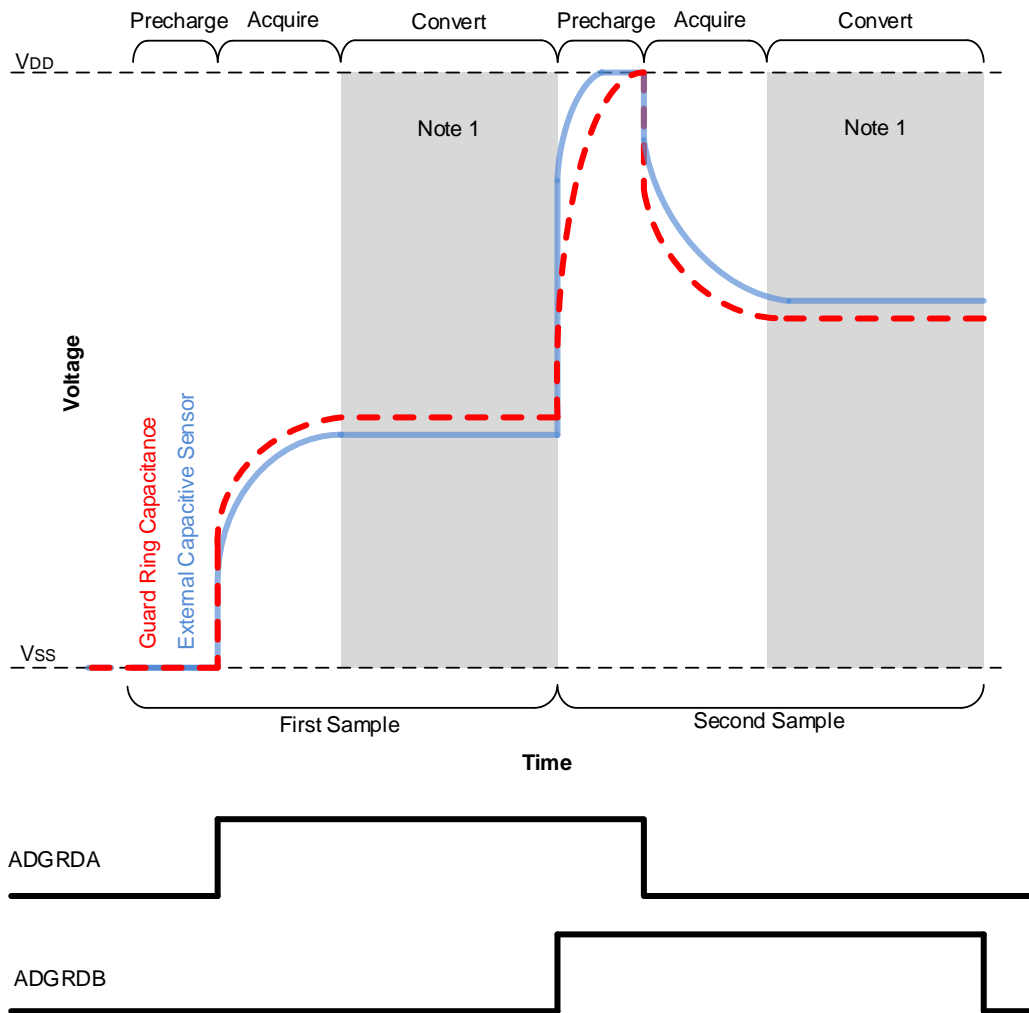 Precharge Acquire Convert Precharge Acquire Convert
VDD
Note 1 Note 1
Voltage
Guard Ring Capacitance
External Capacitive Sensor
VSS
First Sample Second Sample
Time
ADGRDA
ADGRDB